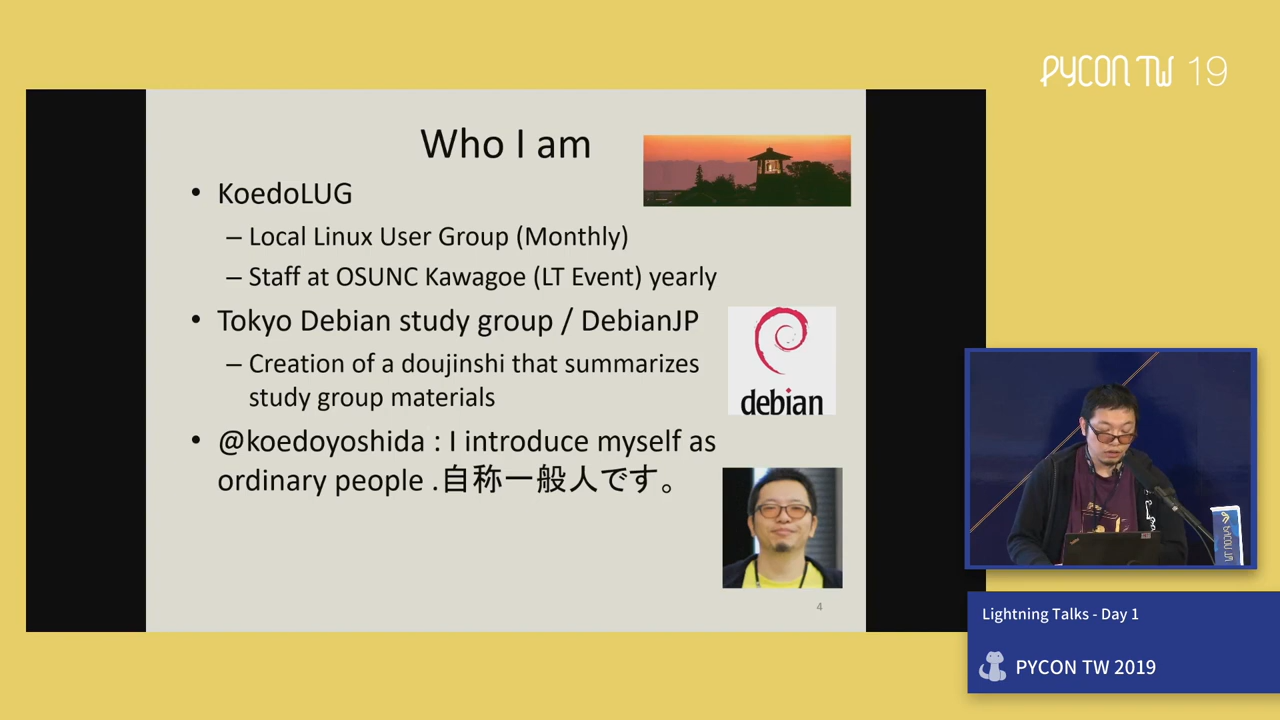 PYCON TW 19
Who I am
• KoedoLUG
– Local Linux User Group (Monthly)
– Staff at OSUNC Kawagoe (LT Event) yearly
• Tokyo Debian study group / DebianJP
– Creation of a doujinshi that summarizes
study group materials
debian
• @koedoyoshida : I introduce myself as
ordinary people .自称一般人です。
4
PYCON TW
Lightning Talks - Day 1
PYCON TW 2019